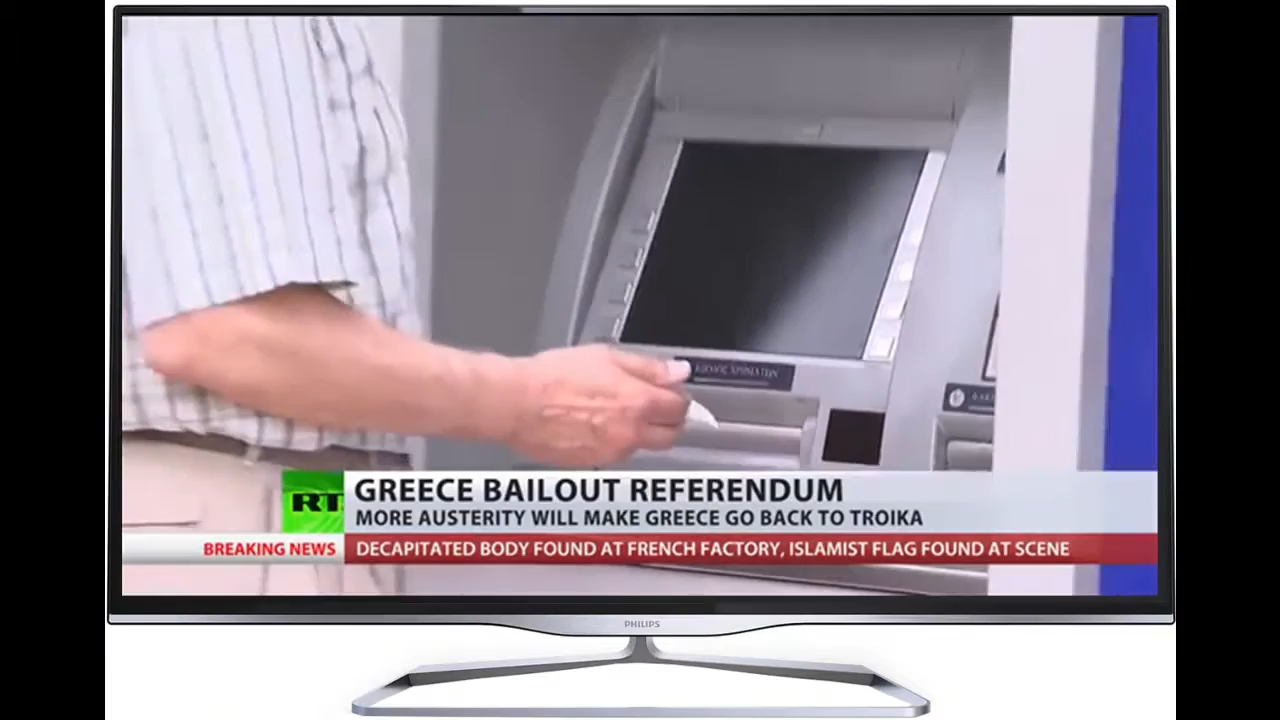 RT
GREECE BAILOUT REFERENDUM
MORE AUSTERITY WILL MAKE GREECE GO BACK TO TROIKA
BREAKING NEWS
DECAPITATED BODY FOUND AT FRENCH FACTORY, ISLAMIST FLAG FOUND AT SCENE
PHILIPS